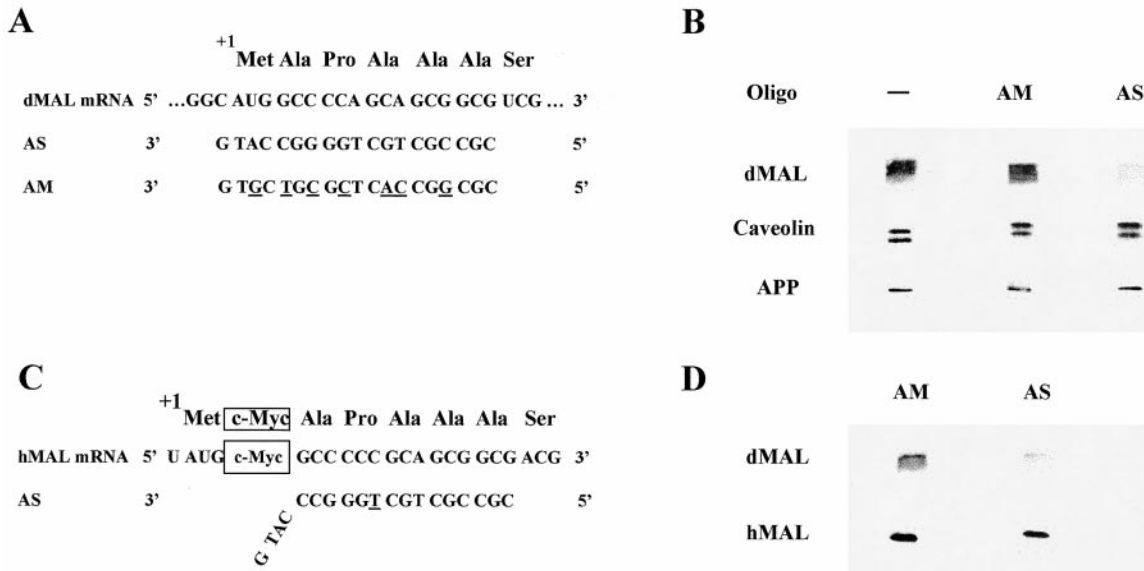 A
+1
Met Ala Pro Ala Ala Ala Ser
dMAL mRNA 5’ ...GGC AUG GCC CCA GCA GCG GCG UCG ... 3’
AS 3’ G TAC CGG GGT CGT CGC CGC 5’
AM 3’ G TGC TGC GCT CAC CGG CGC 5’
B
Oligo — AM AS
dMAL
Caveolin
APP
C
+1
Met c-Myc Ala Pro Ala Ala Ala Ser
hMAL mRNA 5’ U AUG c-Myc GCC CCC GCA GCG GCG ACG 3’
AS 3’ G TAC CCG GGT CGT CGC CGC 5’
D
AM AS
dMAL
hMAL